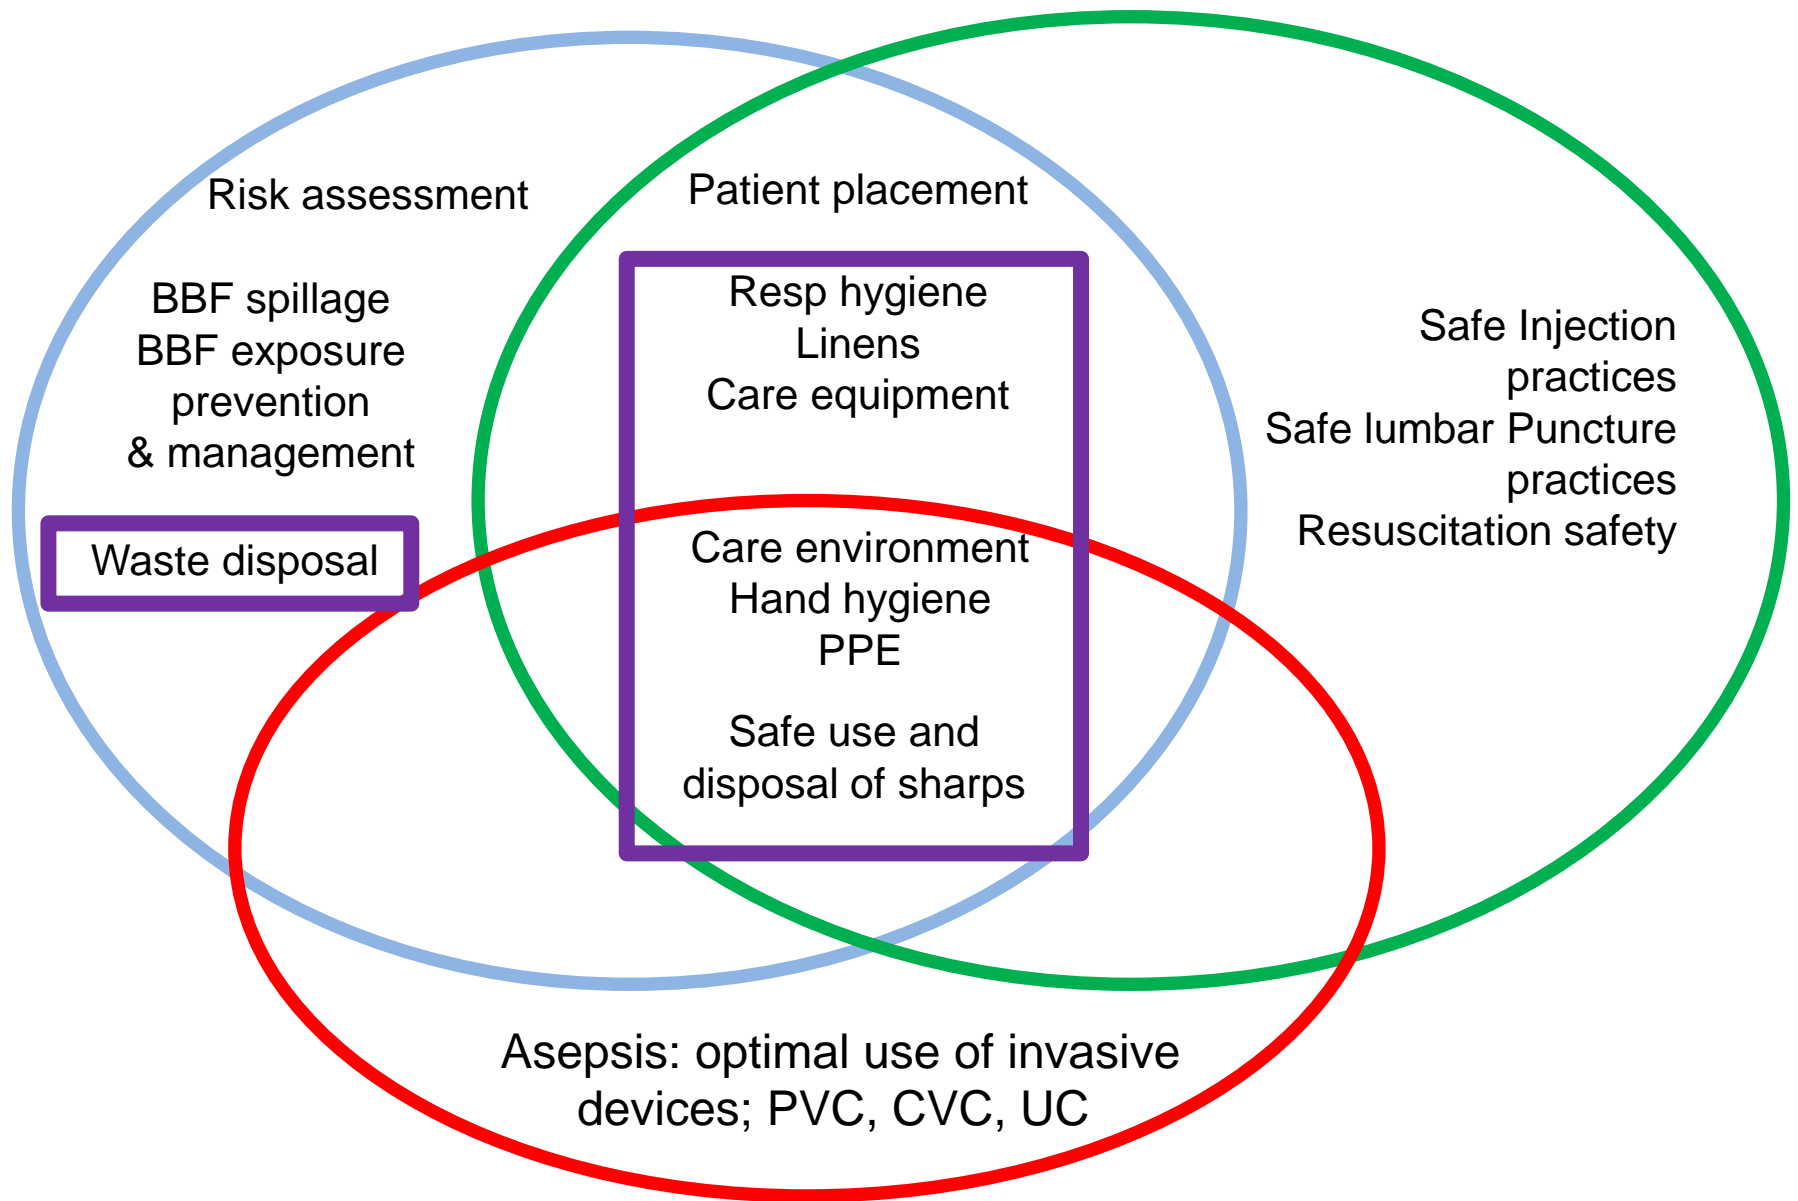 Risk assessment
BBF spillage
BBF exposure
prevention
& management
Waste disposal
Patient placement
Resp hygiene
Linens
Care equipment
Care environment
Hand hygiene
PPE
Safe use and
disposal of sharps
Safe Injection
practices
Safe lumbar Puncture
practices
Resuscitation safety
Asepsis: optimal use of invasive
devices; PVC, CVC, UC